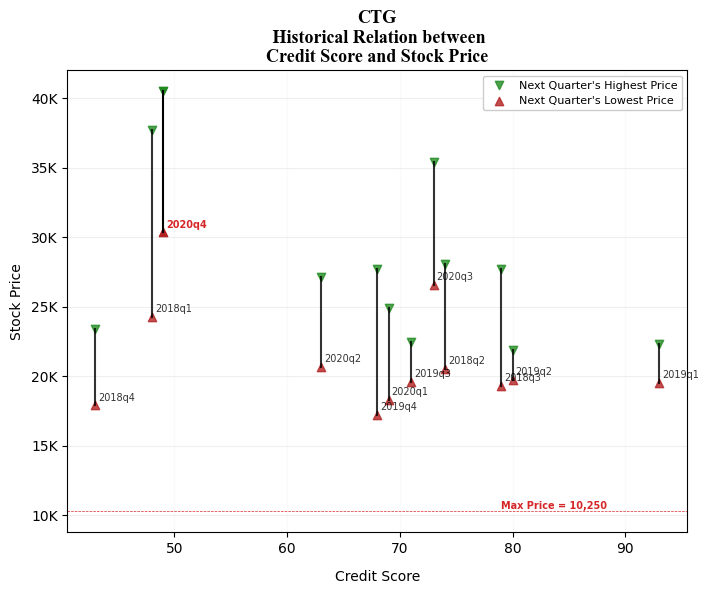 CTG
Historical Relation between
Credit Score and Stock Price
Next Quarter's Highest Price
Next Quarter's Lowest Price
40K
35K
30K
25K
20K
15K
10K
Stock Price
2020q4
2018q1
2020q3
2018q4
2020q2
2019q4
2020q1
2019q3
2018q2
2018q3
2019q2
2019q1
Max Price = 10,250
50
60
70
80
90
Credit Score